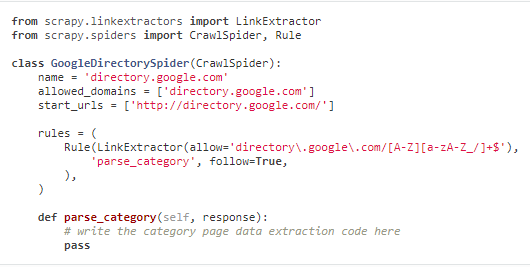 from scrapy.linkextractors import LinkExtractor
from scrapy.spiders import CrawlSpider, Rule
class GoogleDirectorySpider(CrawlSpider):
    name = 'directory.google.com'
    allowed_domains = ['directory.google.com']
    start_urls = ['http://directory.google.com/']
    rules = (
        Rule(LinkExtractor(allow='directory\.google\.com/[A-Z][a-zA-Z_/]+$'),
            'parse_category', follow=True,
        ),
    )
    def parse_category(self, response):
        # write the category page data extraction code here
        pass